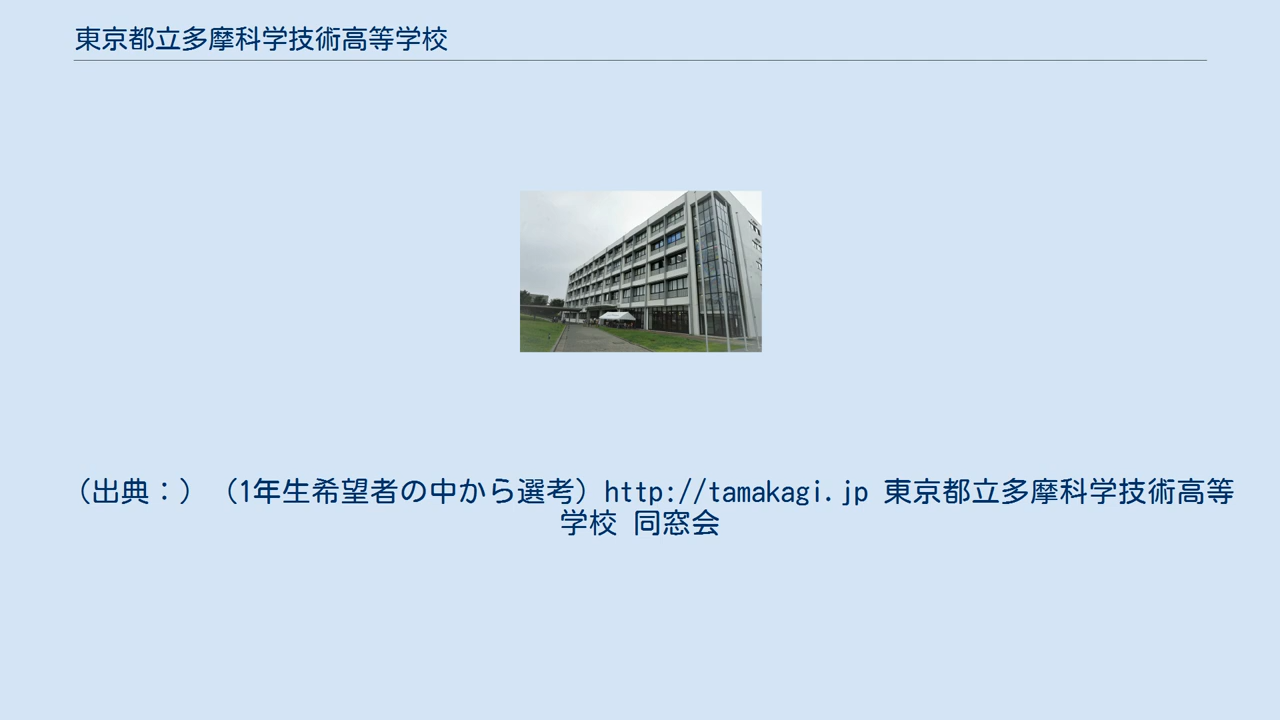 東京都立多摩科学技術高等学校
（出典：）（1年生希望者の中から選考）http://tamakagi.jp 東京都立多摩科学技術高等
学校 同窓会